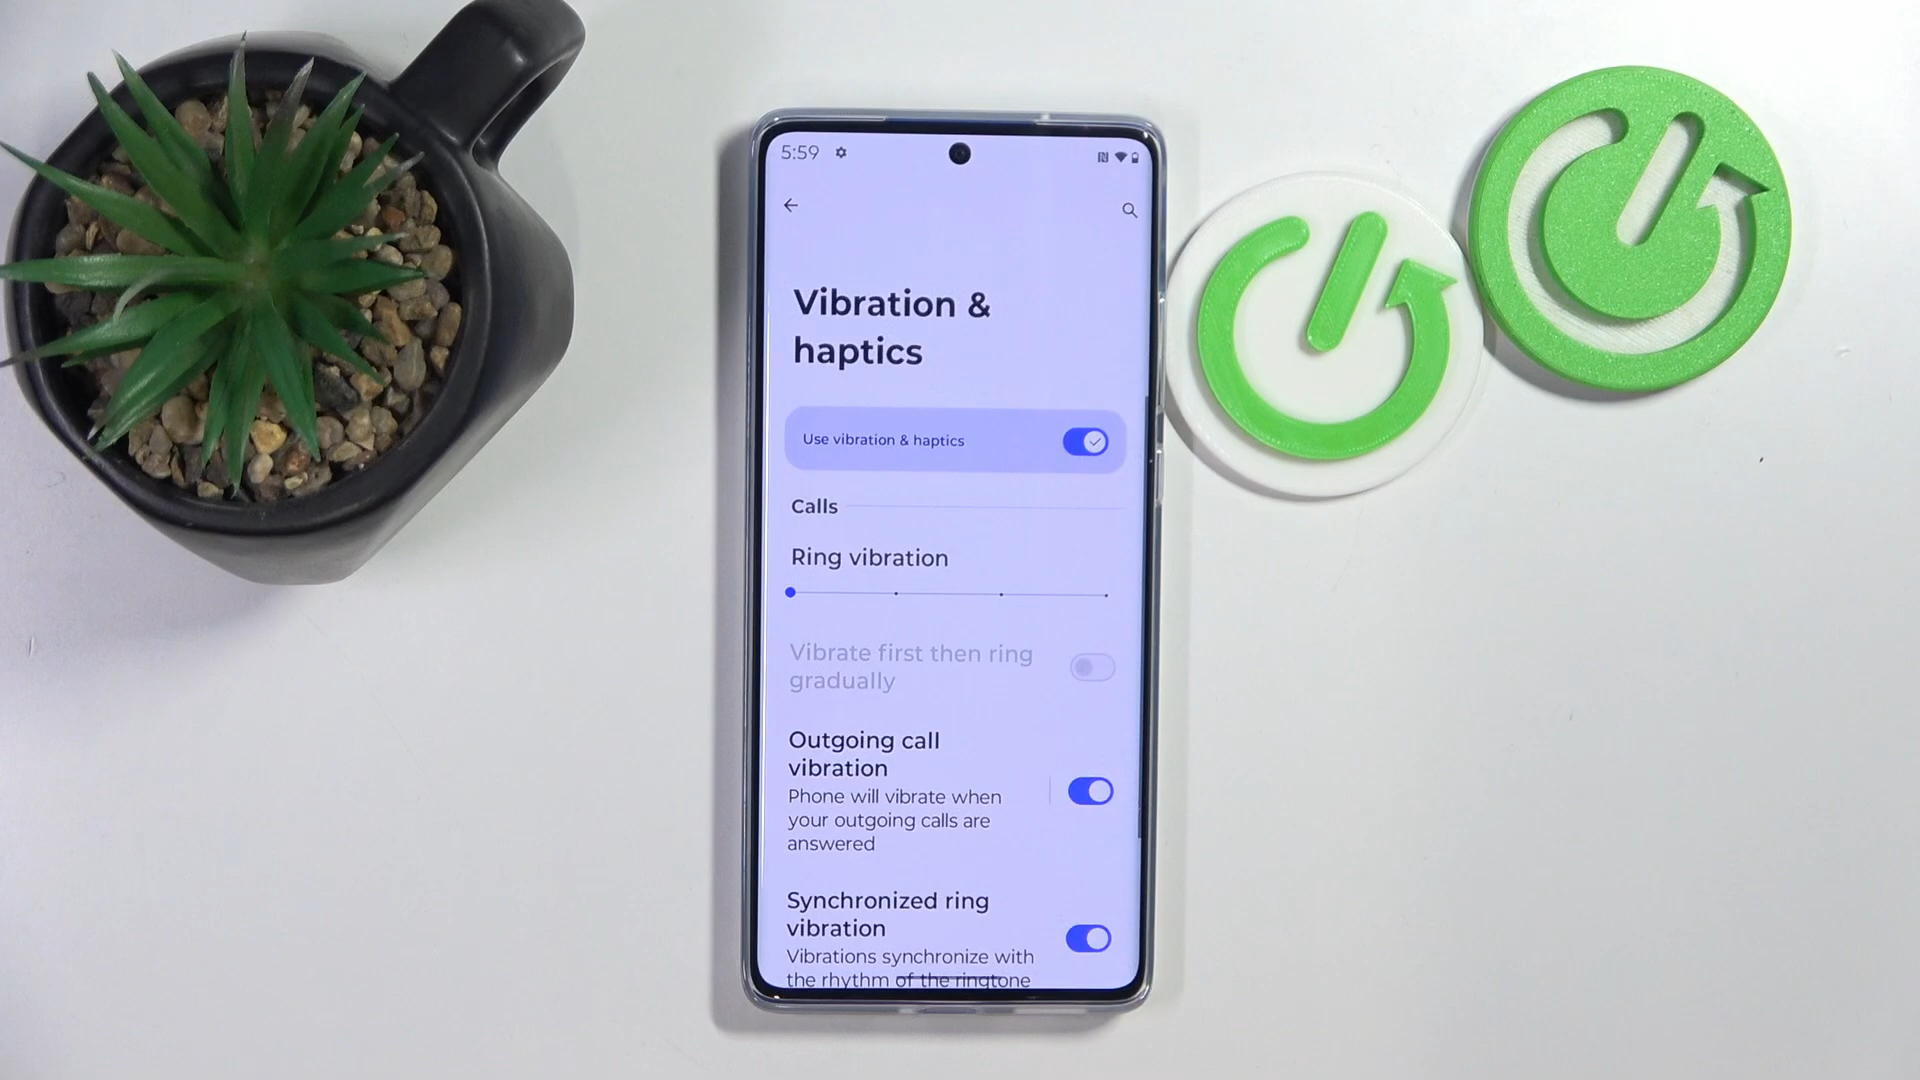 5:59
Vibration &
haptics
Use vibration & haptics
Calls
Ring vibration
Vibrate first then ring
gradually
Outgoing call
vibration
Phone will vibrate when
your outgoing calls are
answered
Synchronized ring
vibration
Vibrations synchronize with
the rhythm of the ringtone